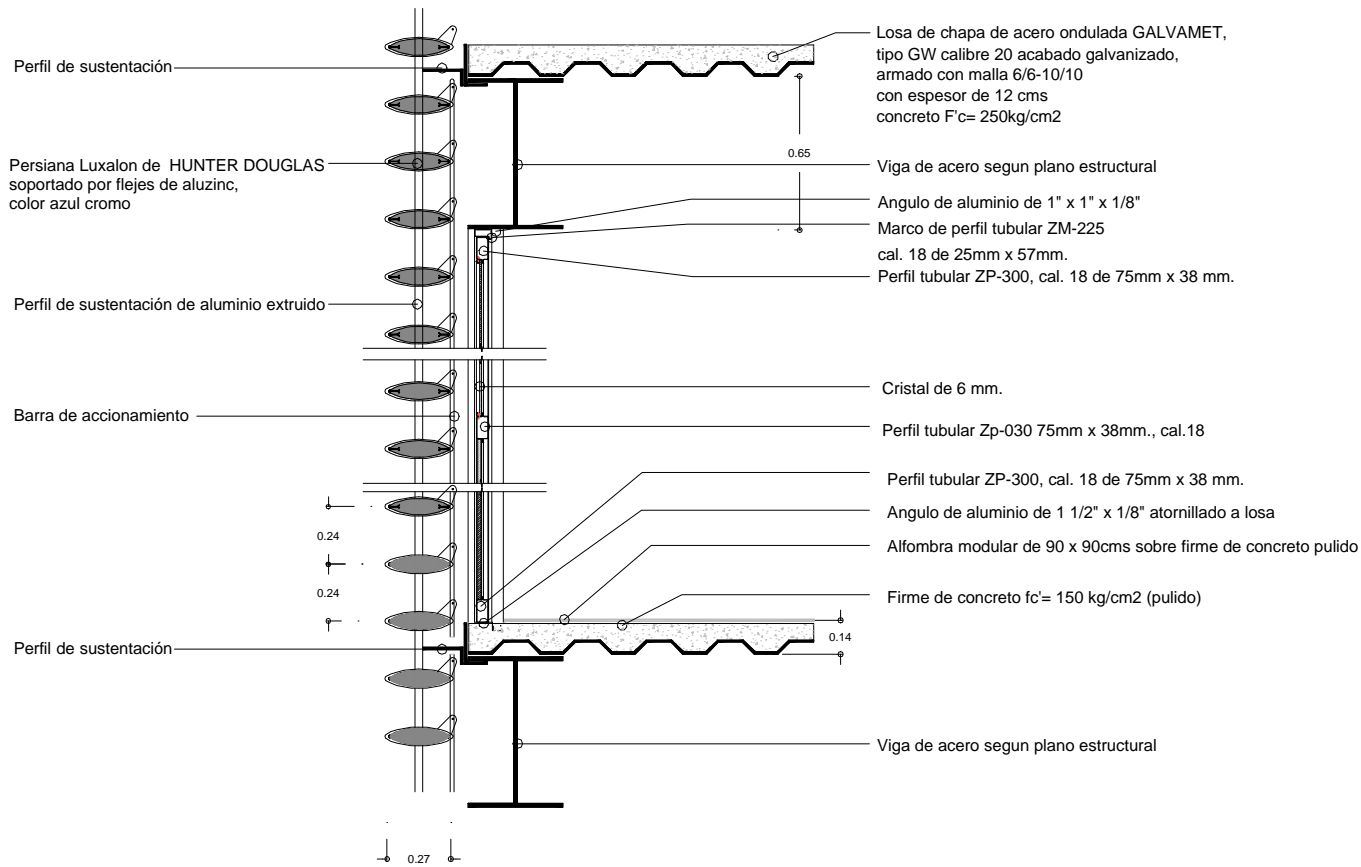 Perfil de sustentación
Persiana Luxalon de HUNTER DOUGLAS
soportado por flejes de aluzinc,
color azul cromo
Perfil de sustentación de aluminio extruido
Barra de accionamiento
0.24
0.24
Perfil de sustentación
0.27
Losa de chapa de acero ondulada GALVAMET,
tipo GW calibre 20 acabado galvanizado,
armado con malla 6/6-10/10
con espesor de 12 cms
concreto F'c= 250kg/cm2
0.65
Viga de acero segun plano estructural
Angulo de aluminio de 1" x 1" x 1/8"
Marco de perfil tubular ZM-225
cal. 18 de 25mm x 57mm.
Perfil tubular ZP-300, cal. 18 de 75mm x 38 mm.
Cristal de 6 mm.
Perfil tubular Zp-030 75mm x 38mm., cal.18
Perfil tubular ZP-300, cal. 18 de 75mm x 38 mm.
Angulo de aluminio de 1 1/2" x 1/8" atornillado a losa
Alfombra modular de 90 x 90cms sobre firme de concreto pulido
Firme de concreto fc'= 150 kg/cm2 (pulido)
0.14
Viga de acero segun plano estructural